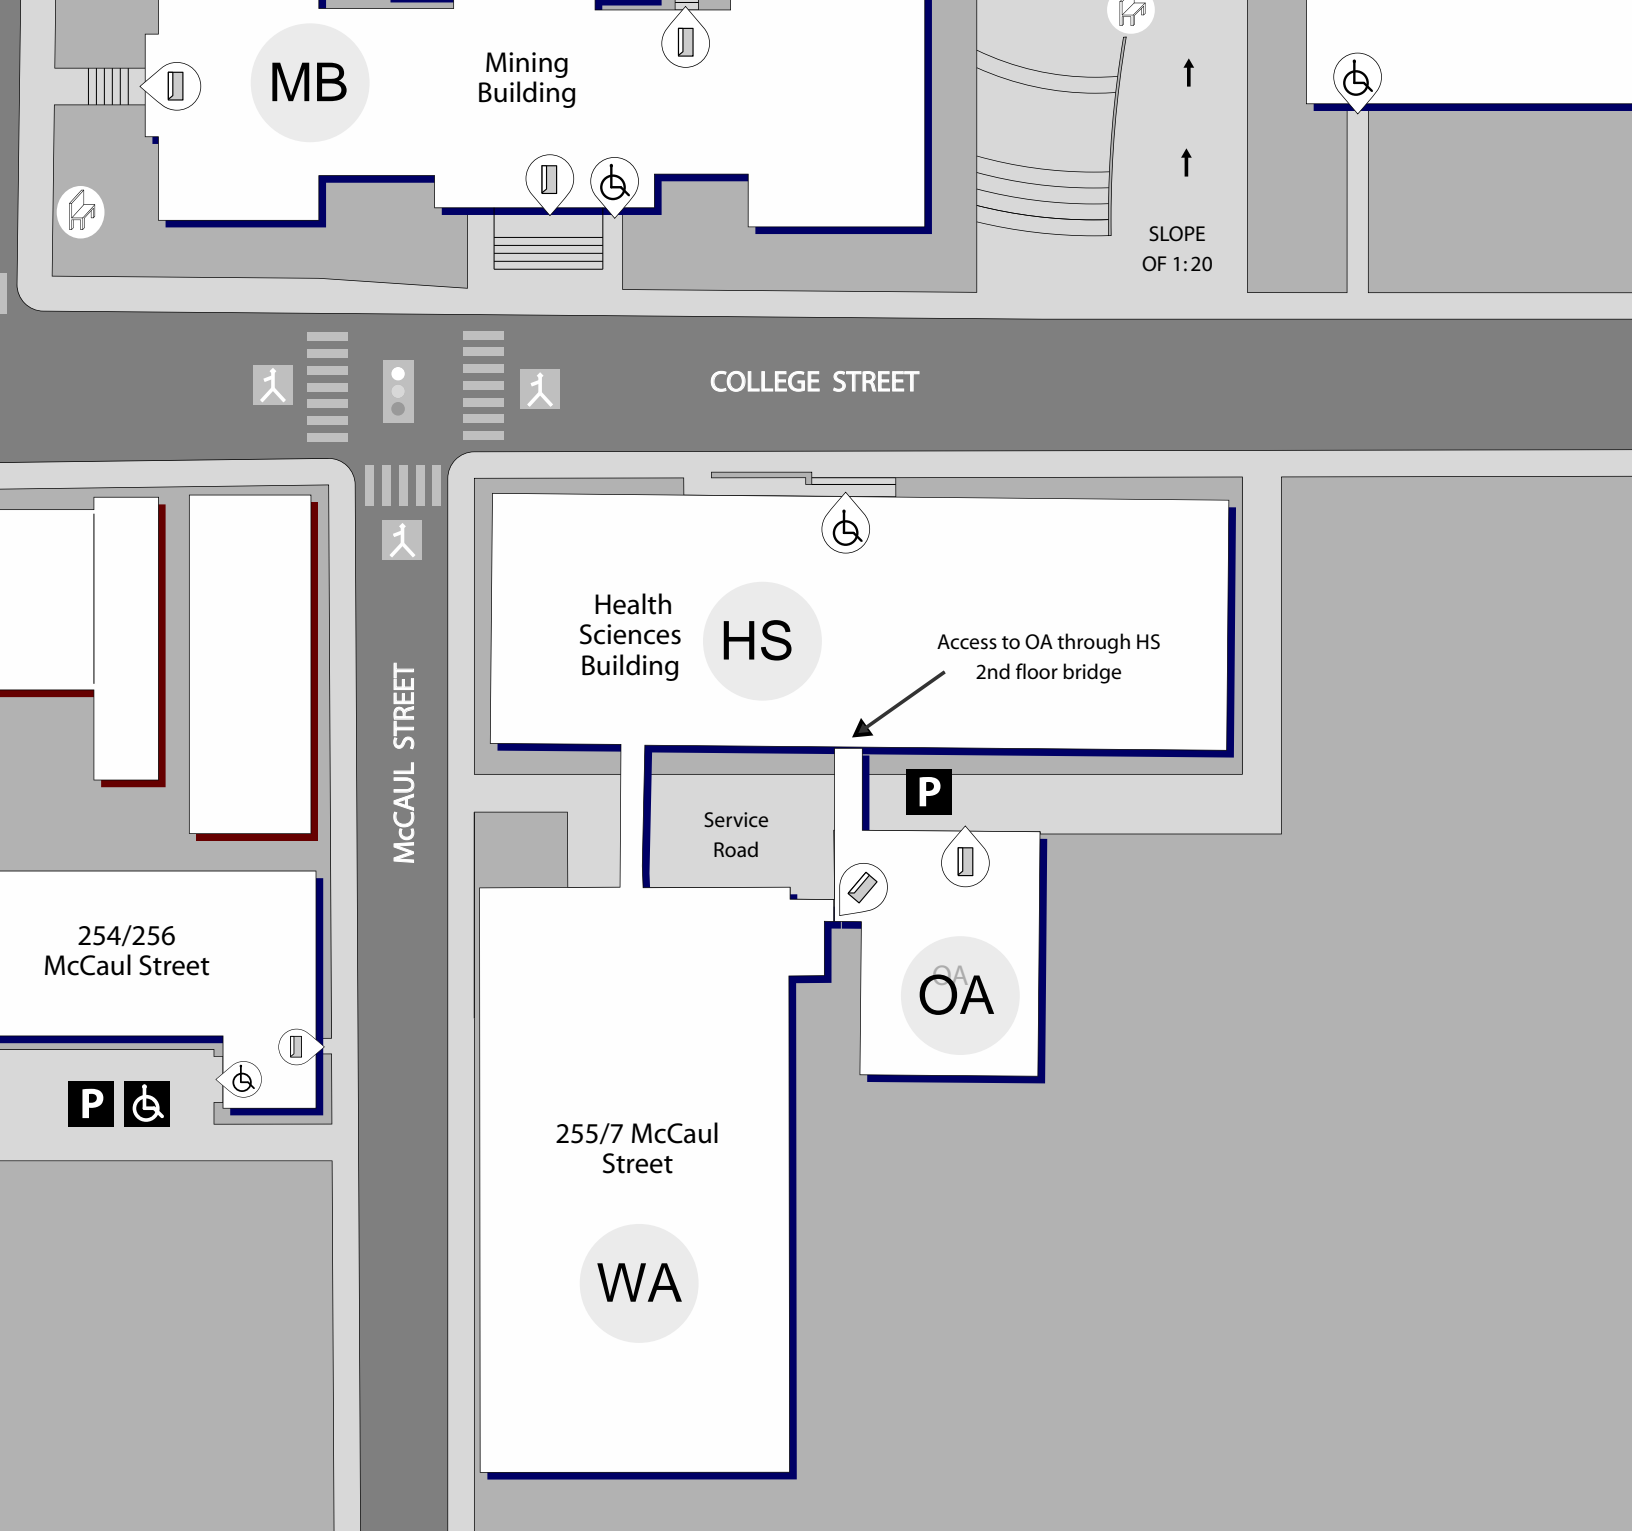 MB
Mining
Building
SLOPE
OF 1:20
COLLEGE STREET
Health
Sciences
Building
HS
Access to OA through HS
2nd floor bridge
McCAUL STREET
P
Service
Road
254/256
McCaul Street
OA
OA
P
255/7 McCaul
Street
WA